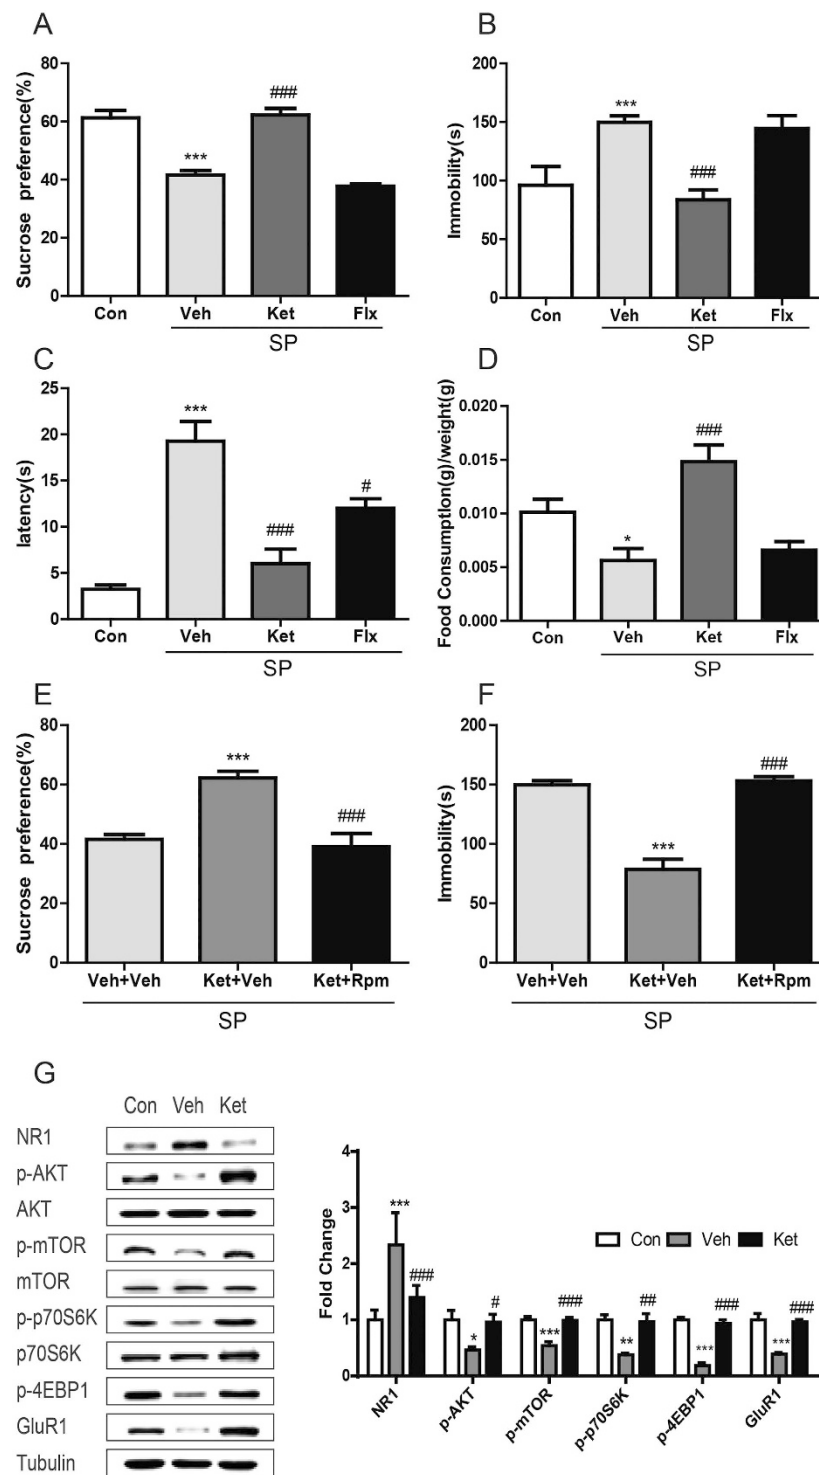 A
Sucrose preference(%)
80
60
40
20
0
***
###
Con Veh Ket Flx
SP
B
Immobility(s)
200
150
100
50
0
***
###
Con Veh Ket Flx
SP
C
latency(s)
25
20
15
10
5
0
***
###
#
Con Veh Ket Flx
SP
D
Food Consumption(g)/weight(g)
0.020
0.015
0.010
0.005
0.000
*
###
Con Veh Ket Flx
SP
E
Sucrose preference(%)
80
60
40
20
0
***
###
Veh+Veh Ket+Veh Ket+Rpm
SP
F
Immobility(s)
200
150
100
50
0
***
###
Veh+Veh Ket+Veh Ket+Rpm
SP
G
Con Veh Ket
NR1
p-AKT
AKT
p-mTOR
mTOR
p-p70S6K
p70S6K
p-4EBP1
GluR1
Tubulin
Fold Change
4
3
2
1
0
Con Veh Ket
***
###
*
#
***
###
**
##
***
###
***
###
NR1 p-AKT p-mTOR p-p70S6K p-4EBP1 GluR1